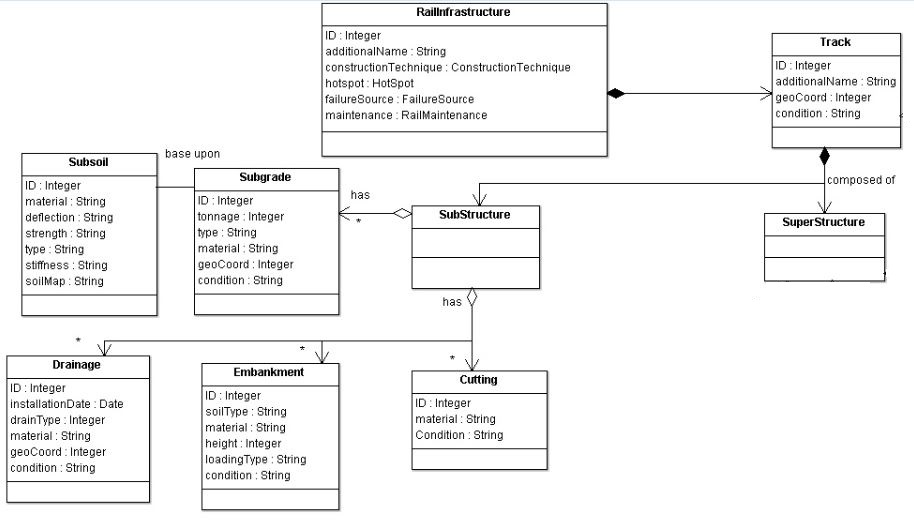 RailInfrastructure
ID : Integer
additionalName : String
constructionTechnique : ConstructionTechnique
hotspot : HotSpot
failureSource : FailureSource
maintenance : RailMaintenance
Track
ID : Integer
additionalName : String
geoCoord : Integer
condition : String
Subsoil
ID : Integer
material : String
deflection : String
strength : String
type : String
stiffness : String
soilMap : String
base upon
Subgrade
ID : Integer
tonnage : Integer
type : String
material : String
geoCoord : Integer
condition : String
has
*
SubStructure
composed of
SuperStructure
has
*
*
*
Drainage
ID : Integer
installationDate : Date
drainType : Integer
material : String
geoCoord : Integer
condition : String
Embankment
ID : Integer
soilType : String
material : String
height : Integer
loadingType : String
condition : String
Cutting
ID : Integer
material : String
Condition : String